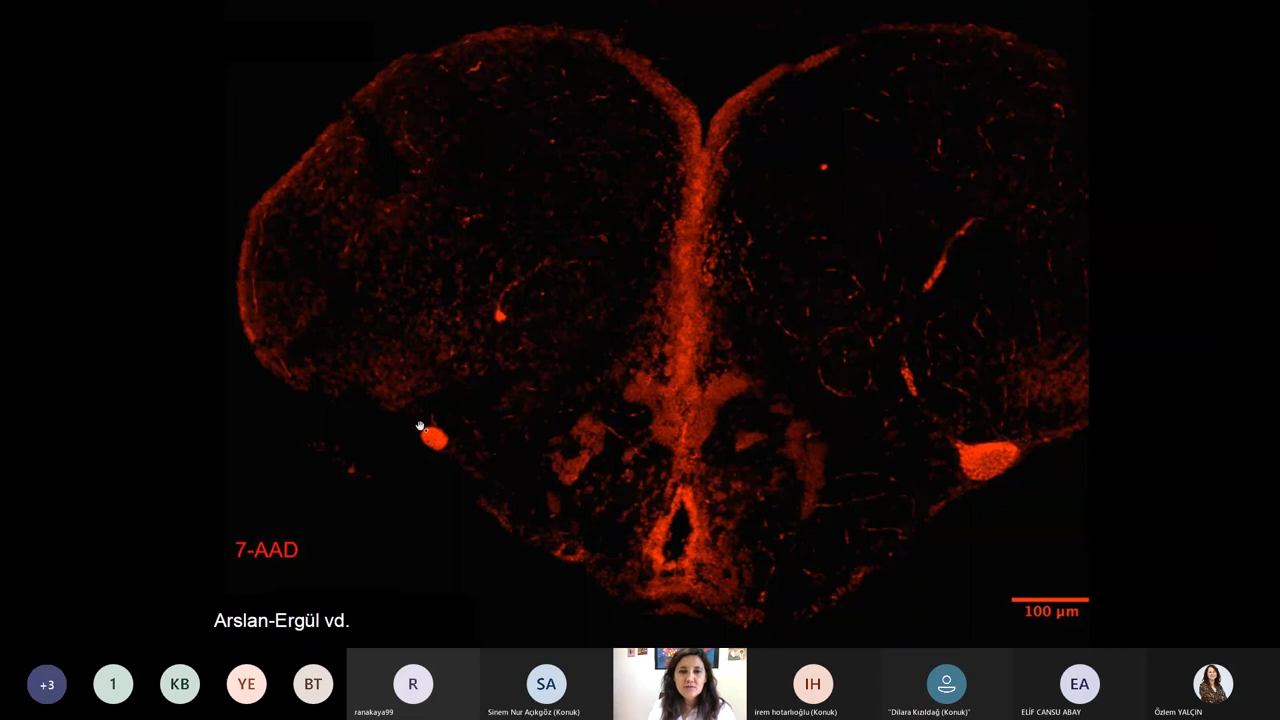 7-AAD
100 µm
Arslan-Ergül vd.
+3
1
KB
YE
BT
R
SA
IH
EA
ranakaya99
Sinem Nur Açıkgöz (Konuk)
irem hotarlıoğlu (Konuk)
"Dilara Kızıldağ (Konuk)"
ELİF CANSU ABAY
Özlem YALÇIN